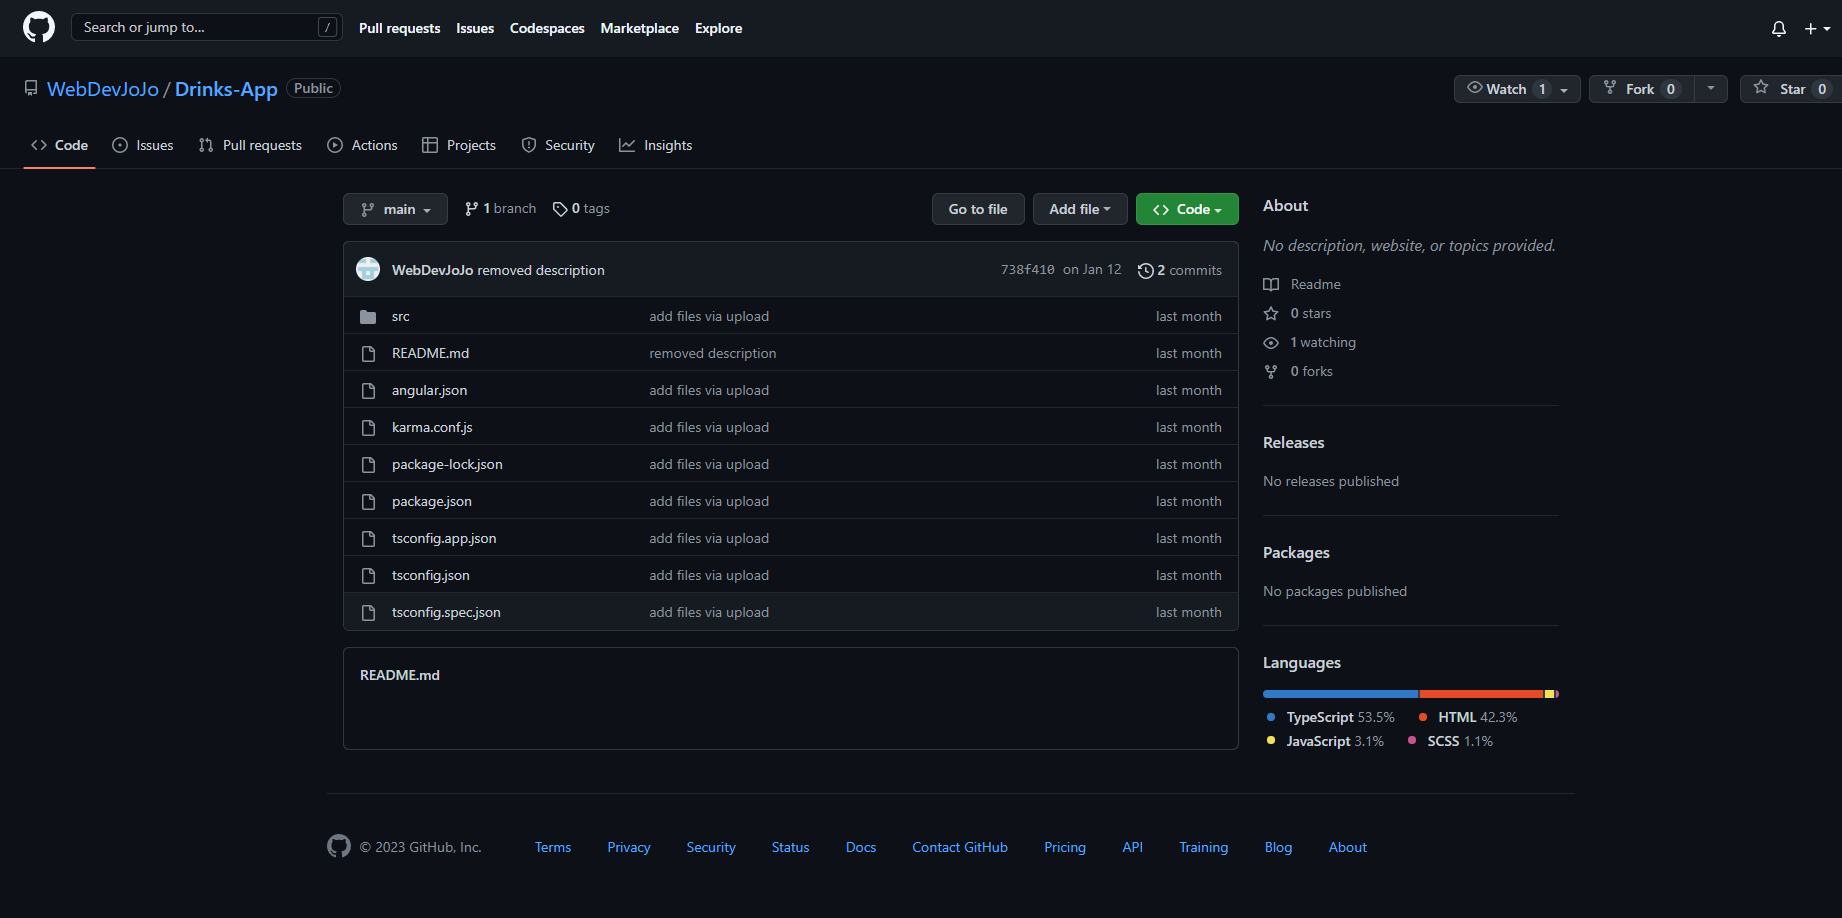 Search or jump to... /
Pull requests Issues Codespaces Marketplace Explore
WebDevJoJo / Drinks-App Public
Watch 1 Fork 0 Star 0
Code Issues Pull requests Actions Projects Security Insights
main 1 branch 0 tags Go to file Add file Code
WebDevJoJo removed description 738f410 on Jan 12 2 commits
src add files via upload last month
README.md removed description last month
angular.json add files via upload last month
karma.conf.js add files via upload last month
package-lock.json add files via upload last month
package.json add files via upload last month
tsconfig.app.json add files via upload last month
tsconfig.json add files via upload last month
tsconfig.spec.json add files via upload last month
README.md
About
No description, website, or topics provided.
Readme
0 stars
1 watching
0 forks
Releases
No releases published
Packages
No packages published
Languages
TypeScript 53.5% HTML 42.3%
JavaScript 3.1% SCSS 1.1%
© 2023 GitHub, Inc. Terms Privacy Security Status Docs Contact GitHub Pricing API Training Blog About